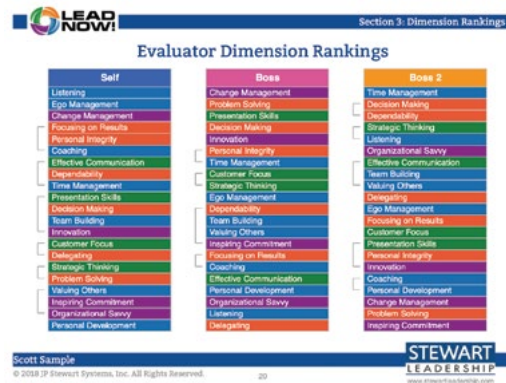 LEAD
NOW!
Section 3: Dimension Rankings
Evaluator Dimension Rankings
Self
Listening
Ego Management
Change Management
Focusing on Results
Personal Integrity
Coaching
Effective Communication
Dependability
Time Management
Presentation Skills
Decision Making
Team Building
Innovation
Customer Focus
Delegating
Strategic Thinking
Problem Solving
Valuing Others
Inspiring Commitment
Organizational Savvy
Personal Development
Boss
Change Management
Problem Solving
Presentation Skills
Decision Making
Innovation
Personal Integrity
Time Management
Customer Focus
Strategic Thinking
Ego Management
Dependability
Team Building
Valuing Others
Inspiring Commitment
Focusing on Results
Coaching
Effective Communication
Personal Development
Organizational Savvy
Listening
Delegating
Boss 2
Time Management
Decision Making
Dependability
Strategic Thinking
Listening
Organizational Savvy
Effective Communication
Team Building
Valuing Others
Delegating
Ego Management
Focusing on Results
Customer Focus
Presentation Skills
Personal Integrity
Innovation
Coaching
Personal Development
Change Management
Problem Solving
Inspiring Commitment
Scott Sample
© 2018 JP Stewart Systems, Inc. All Rights Reserved.
20
STEWART
LEADERSHIP
www.stewartleadership.com